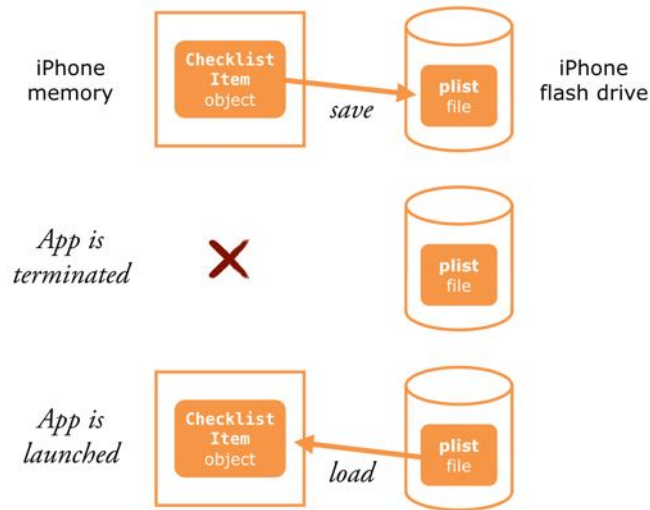 iPhone
memory
Checklist
Item
object
save
plist
file
iPhone
flash drive
App is
terminated
plist
file
App is
launched
Checklist
Item
object
load
plist
file